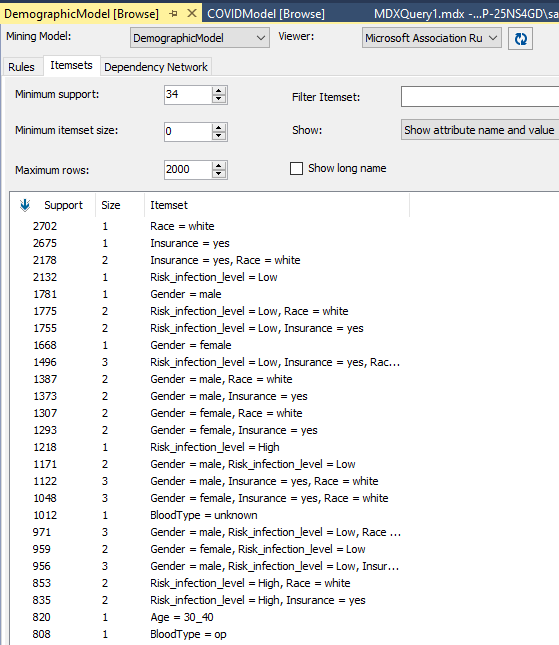 DemographicModel [Browse] COVIDModel [Browse] MDXQuery1.mdx -...P-25NS4GD\sa
Mining Model: DemographicModel Viewer: Microsoft Association Ru
Rules Itemsets Dependency Network
Minimum support: 34 Filter Itemset:
Minimum itemset size: 0 Show: Show attribute name and value
Maximum rows: 2000 Show long name
Support Size Itemset
2702 1 Race = white
2675 1 Insurance = yes
2178 2 Insurance = yes, Race = white
2132 1 Risk_infection_level = Low
1781 1 Gender = male
1775 2 Risk_infection_level = Low, Race = white
1755 2 Risk_infection_level = Low, Insurance = yes
1668 1 Gender = female
1496 3 Risk_infection_level = Low, Insurance = yes, Rac...
1387 2 Gender = male, Race = white
1373 2 Gender = male, Insurance = yes
1307 2 Gender = female, Race = white
1293 2 Gender = female, Insurance = yes
1218 1 Risk_infection_level = High
1171 2 Gender = male, Risk_infection_level = Low
1122 3 Gender = male, Insurance = yes, Race = white
1048 3 Gender = female, Insurance = yes, Race = white
1012 1 BloodType = unknown
971 3 Gender = male, Risk_infection_level = Low, Race ...
959 2 Gender = female, Risk_infection_level = Low
956 3 Gender = male, Risk_infection_level = Low, Insur...
853 2 Risk_infection_level = High, Race = white
835 2 Risk_infection_level = High, Insurance = yes
820 1 Age = 30_40
808 1 BloodType = op